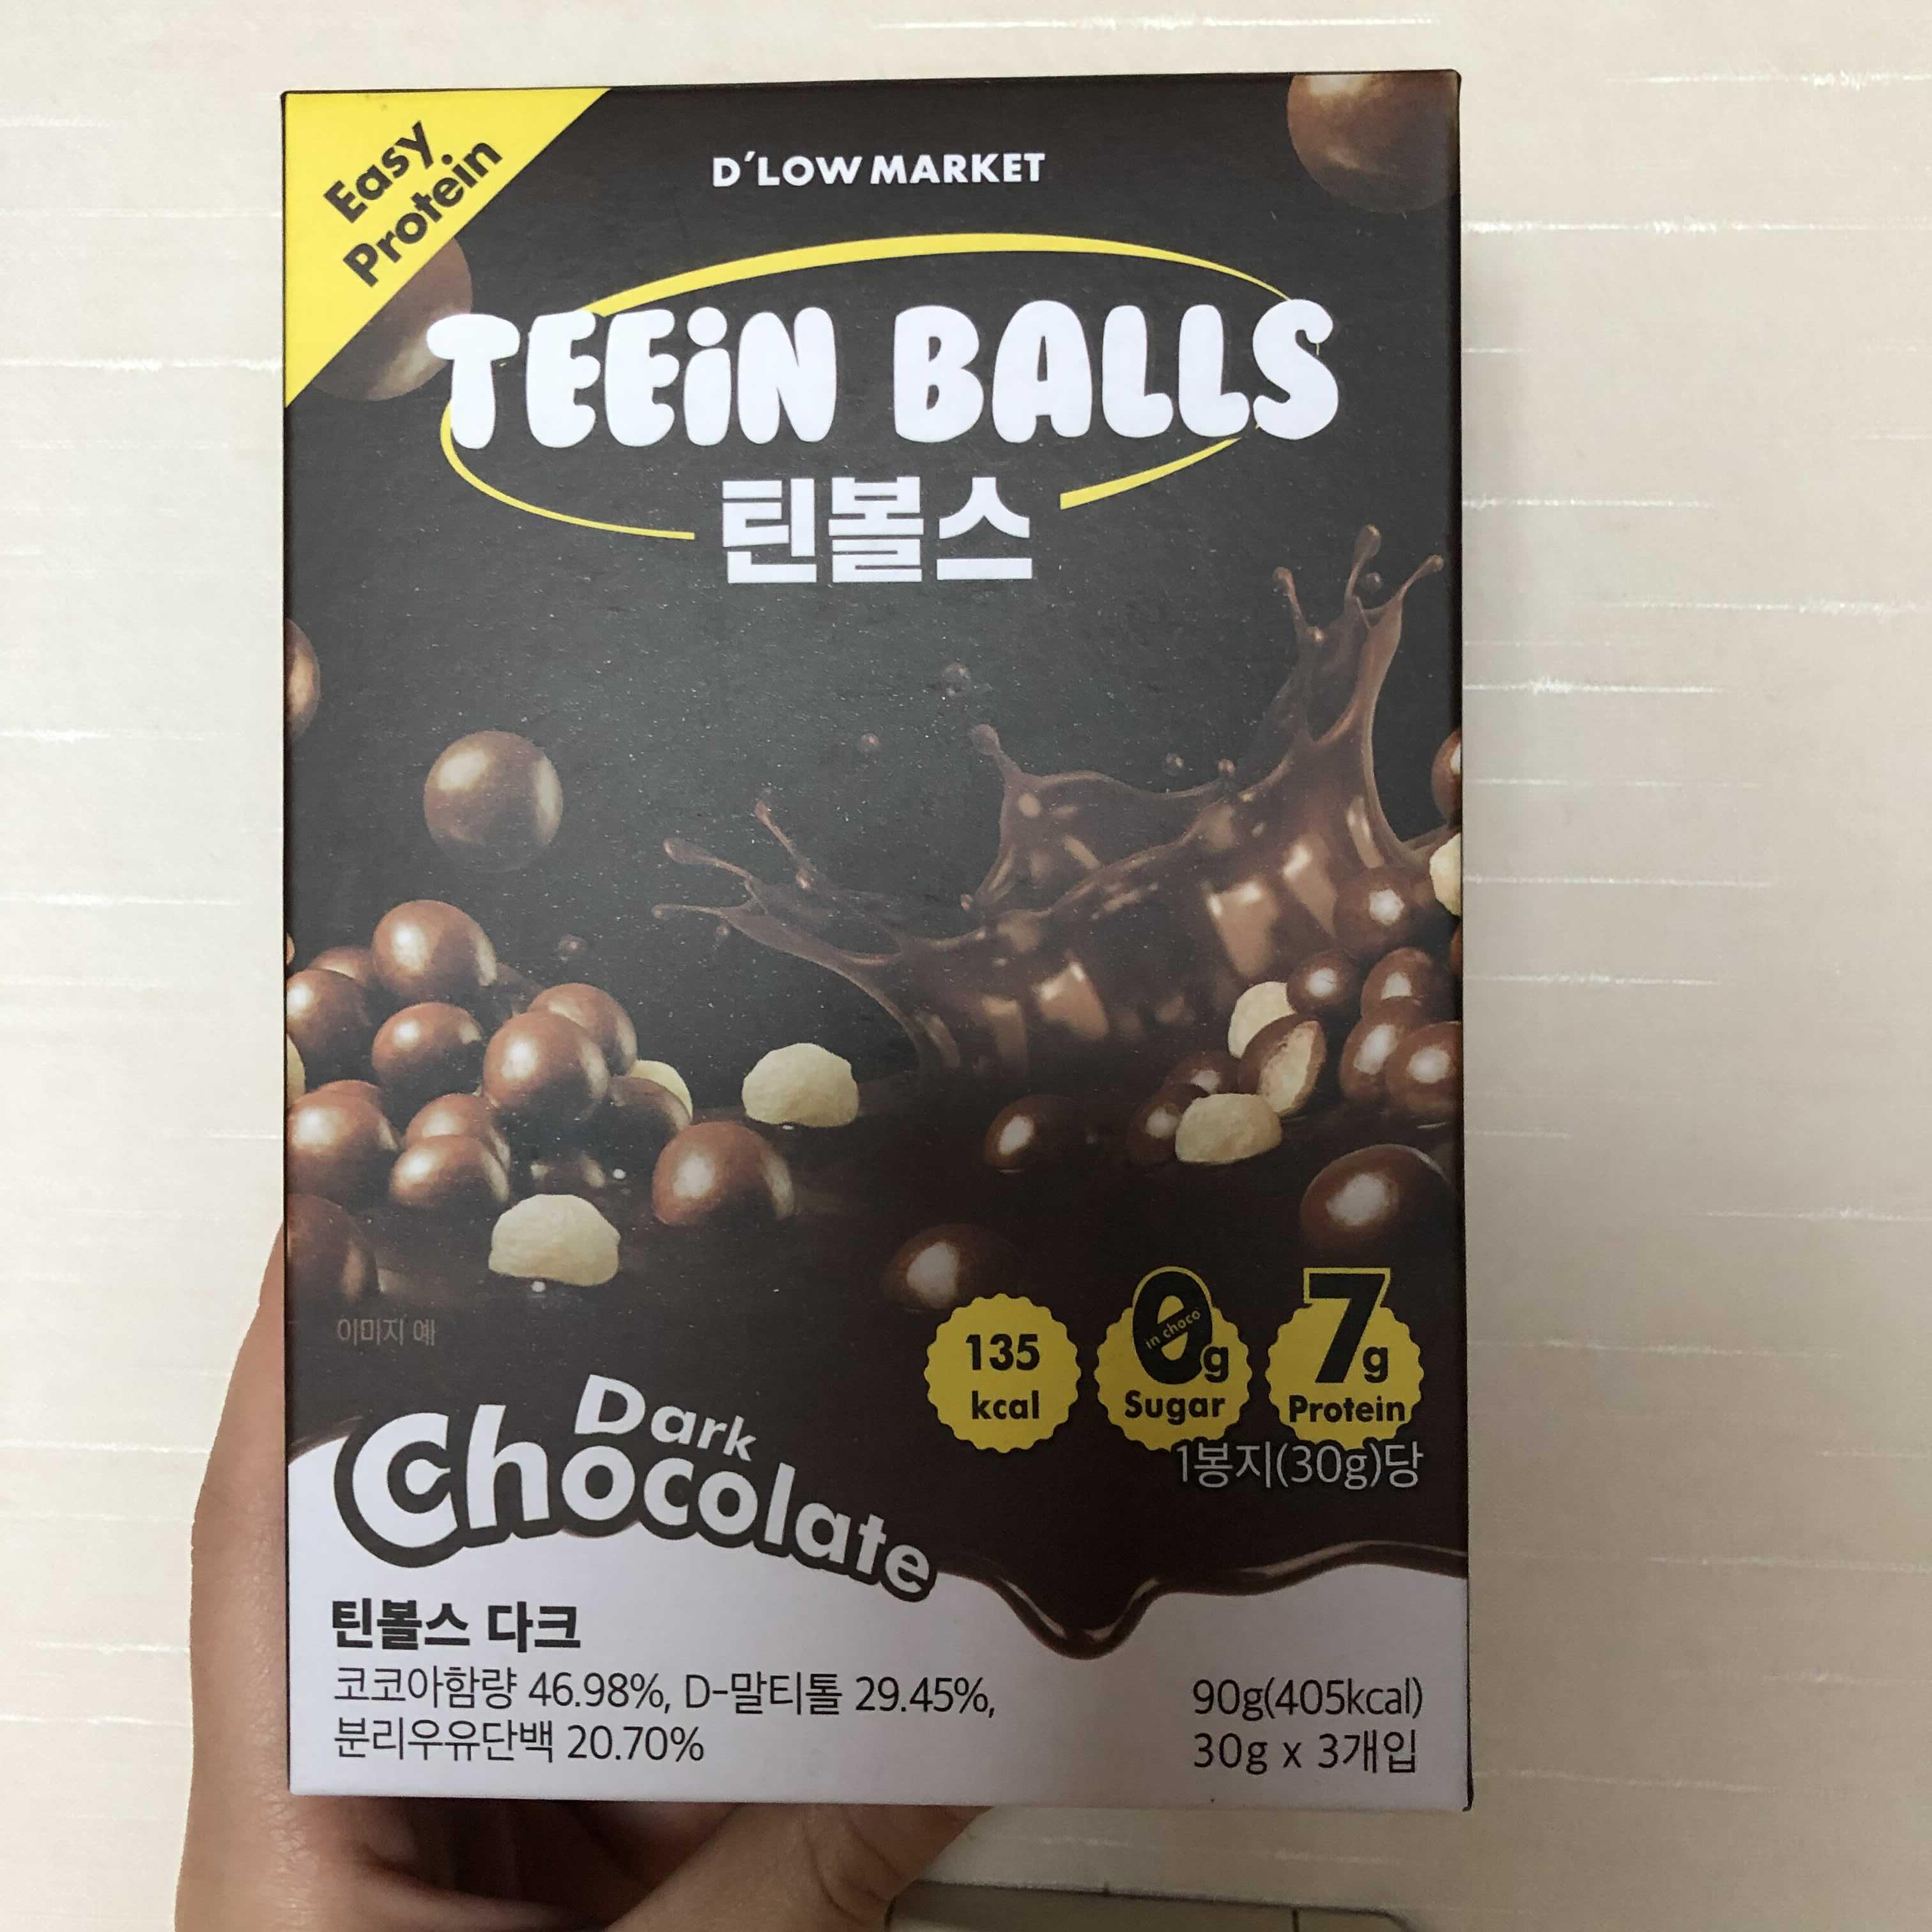 Easy
Protein
D´LOW MARKET
TEEiN BALLS
틴볼스
이미지 예
135
kcal
0g
in choco
Sugar
7g
Protein
1봉지(30g)당
Dark
Chocolate
틴볼스 다크
코코아함량 46.98%, D-말티톨 29.45%,
분리우유단백 20.70%
90g(405kcal)
30g x 3개입